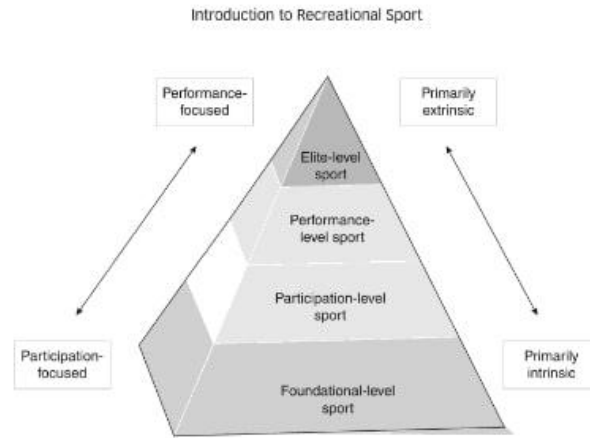 Introduction to Recreational Sport
Performance-
focused
Primarily
extrinsic
Elite-level
sport
Performance-
level sport
Participation-level
sport
Participation-
focused
Primarily
intrinsic
Foundational-level
sport